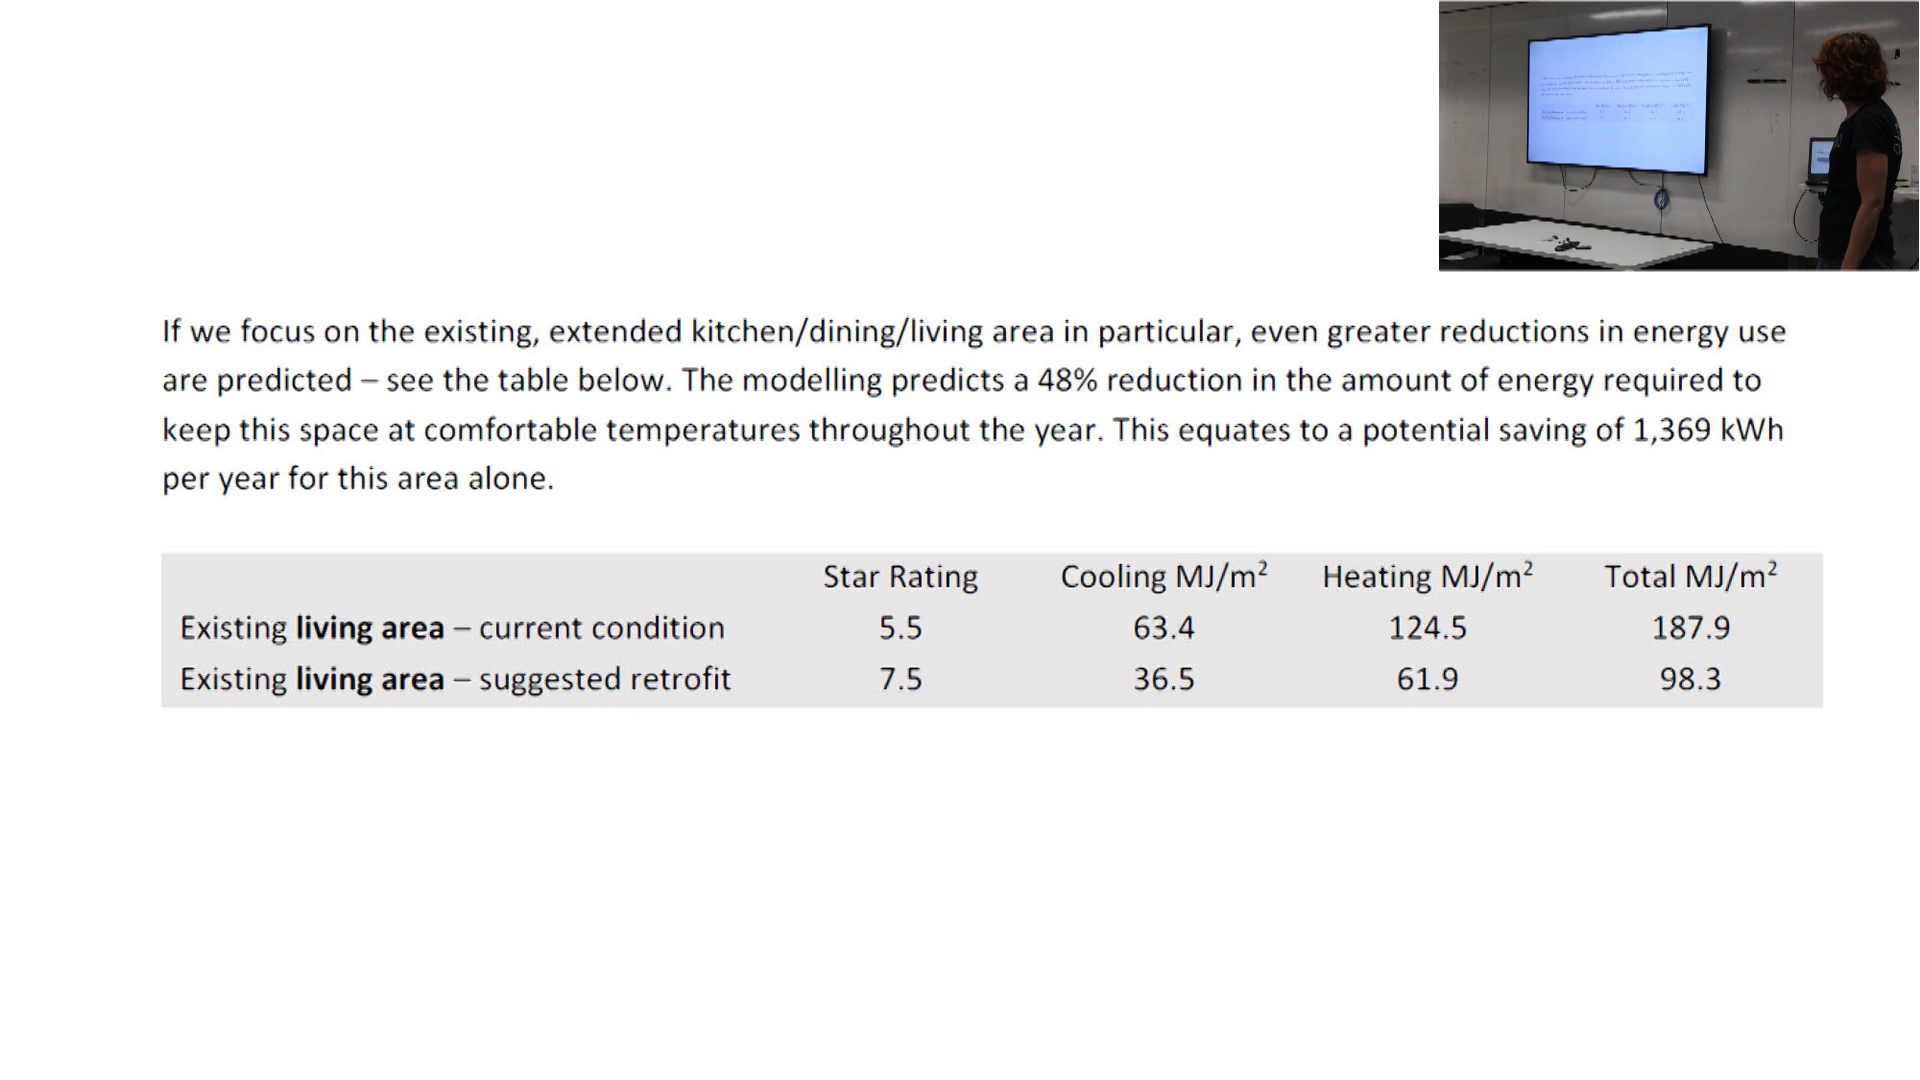 If we focus on the existing, extended kitchen/dining/living area in particular, even greater reductions in energy use
are predicted – see the table below. The modelling predicts a 48% reduction in the amount of energy required to
keep this space at comfortable temperatures throughout the year. This equates to a potential saving of 1,369 kWh
per year for this area alone.
Star Rating Cooling MJ/m² Heating MJ/m² Total MJ/m²
Existing living area – current condition 5.5 63.4 124.5 187.9
Existing living area – suggested retrofit 7.5 36.5 61.9 98.3